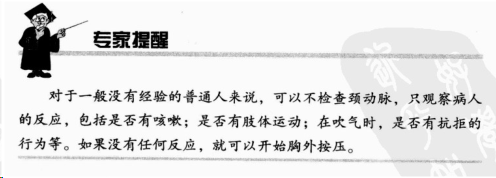 专家提醒
对于一般没有经验的普通人来说，可以不检查颈动脉，只观察病人
的反应，包括是否有咳嗽；是否有肢体运动；在吹气时，是否有抗拒的
行为等。如果没有任何反应，就可以开始胸外按压。